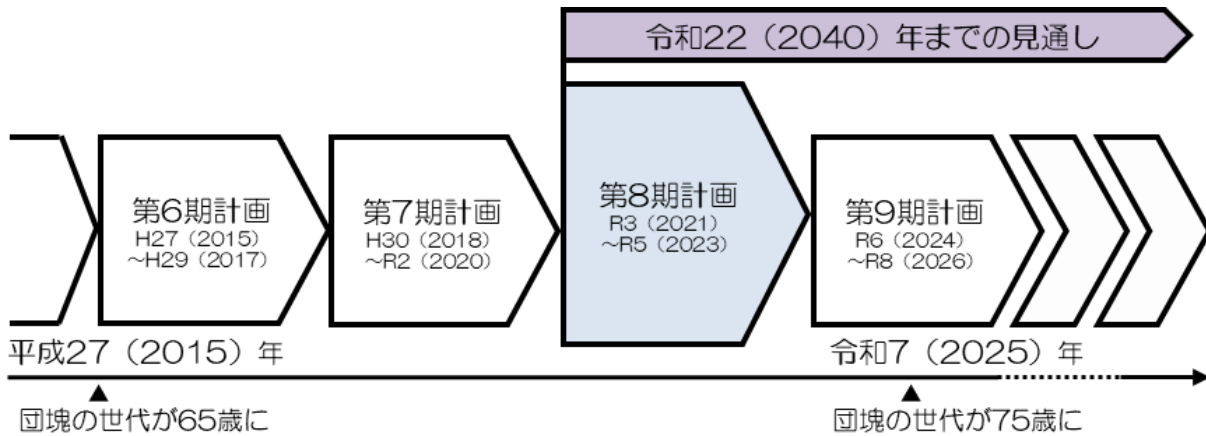 令和22（2040）年までの見通し
第6期計画
H27（2015）
～H29（2017）
第7期計画
H30（2018）
～R2（2020）
第8期計画
R3（2021）
～R5（2023）
第9期計画
R6（2024）
～R8（2026）
平成27（2015）年
令和7（2025）年
団塊の世代が65歳に
団塊の世代が75歳に